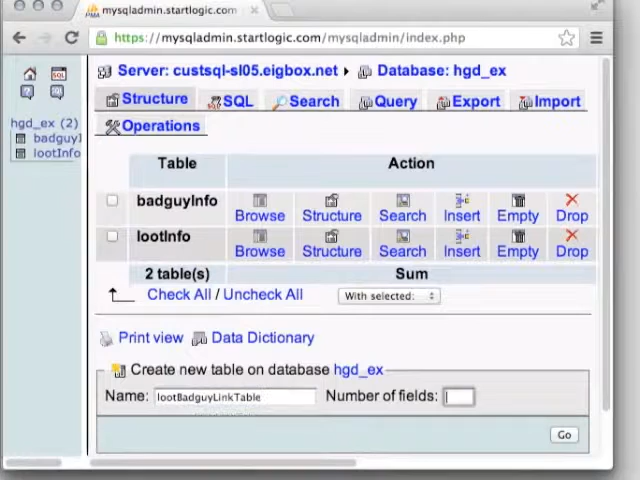 mysqladmin.startlogic.com
https://mysqladmin.startlogic.com/mysqladmin/index.php
Server: custsql-sl05.eigbox.net Database: hgd_ex
Structure SQL Search Query Export Import
Operations
hgd_ex (2)
badguyI
lootInfo
Table Action
badguyInfo Browse Structure Search Insert Empty Drop
lootInfo Browse Structure Search Insert Empty Drop
2 table(s) Sum
Check All / Uncheck All With selected:
Print view Data Dictionary
Create new table on database hgd_ex
Name: lootBadguyLinkTable Number of fields:
Go